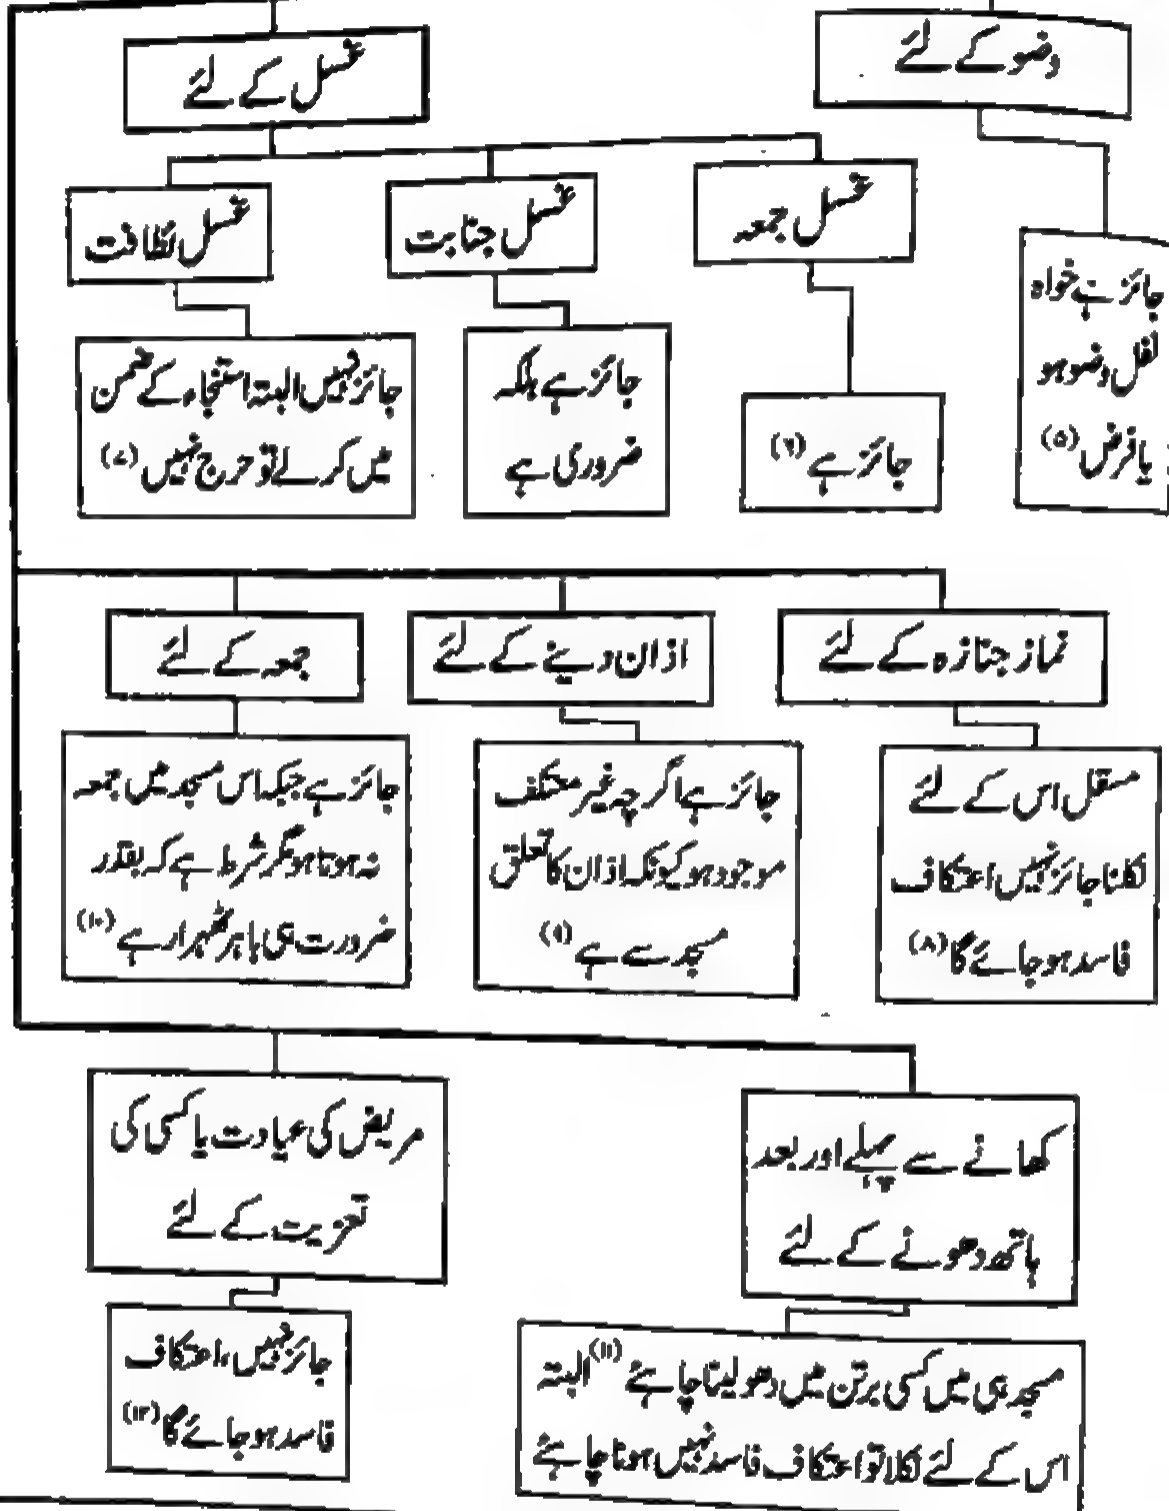 وضو کے لئے
غسل کے لئے
غسل جمعہ
غسل جنابت
غسل نظافت
جائز ہے خواہ
نفل وضو ہو
یا فرض (۵)
جائز ہے (۶)
جائز ہے بلکہ
ضروری ہے
جائز نہیں البتہ استنجاء کے ضمن
میں کر لے تو حرج نہیں (۷)
نماز جنازہ کے لئے
اذان دینے کے لئے
جمعہ کے لئے
مستقل اس کے لئے
نکلنا جائز نہیں اعتکاف
فاسد ہو جائے گا (۸)
جائز ہے اگر چہ غیر معتکف
موجود ہو کیونکہ اذان کا تعلق
مسجد سے ہے (۹)
جائز ہے جبکہ اس مسجد میں جمعہ
نہ ہوتا ہو مگر شرط ہے کہ بقدر
ضرورت ہی باہر ٹھہرا رہے (۱۰)
کھانے سے پہلے اور بعد
ہاتھ دھونے کے لئے
مریض کی عیادت یا کسی کی
تعزیت کے لئے
مسجد ہی میں کسی برتن میں دھو لینا چاہئے (۱۱) البتہ
اس کے لئے نکلا تو اعتکاف فاسد نہیں ہونا چاہئے
جائز نہیں، اعتکاف
فاسد ہو جائے گا (۱۲)